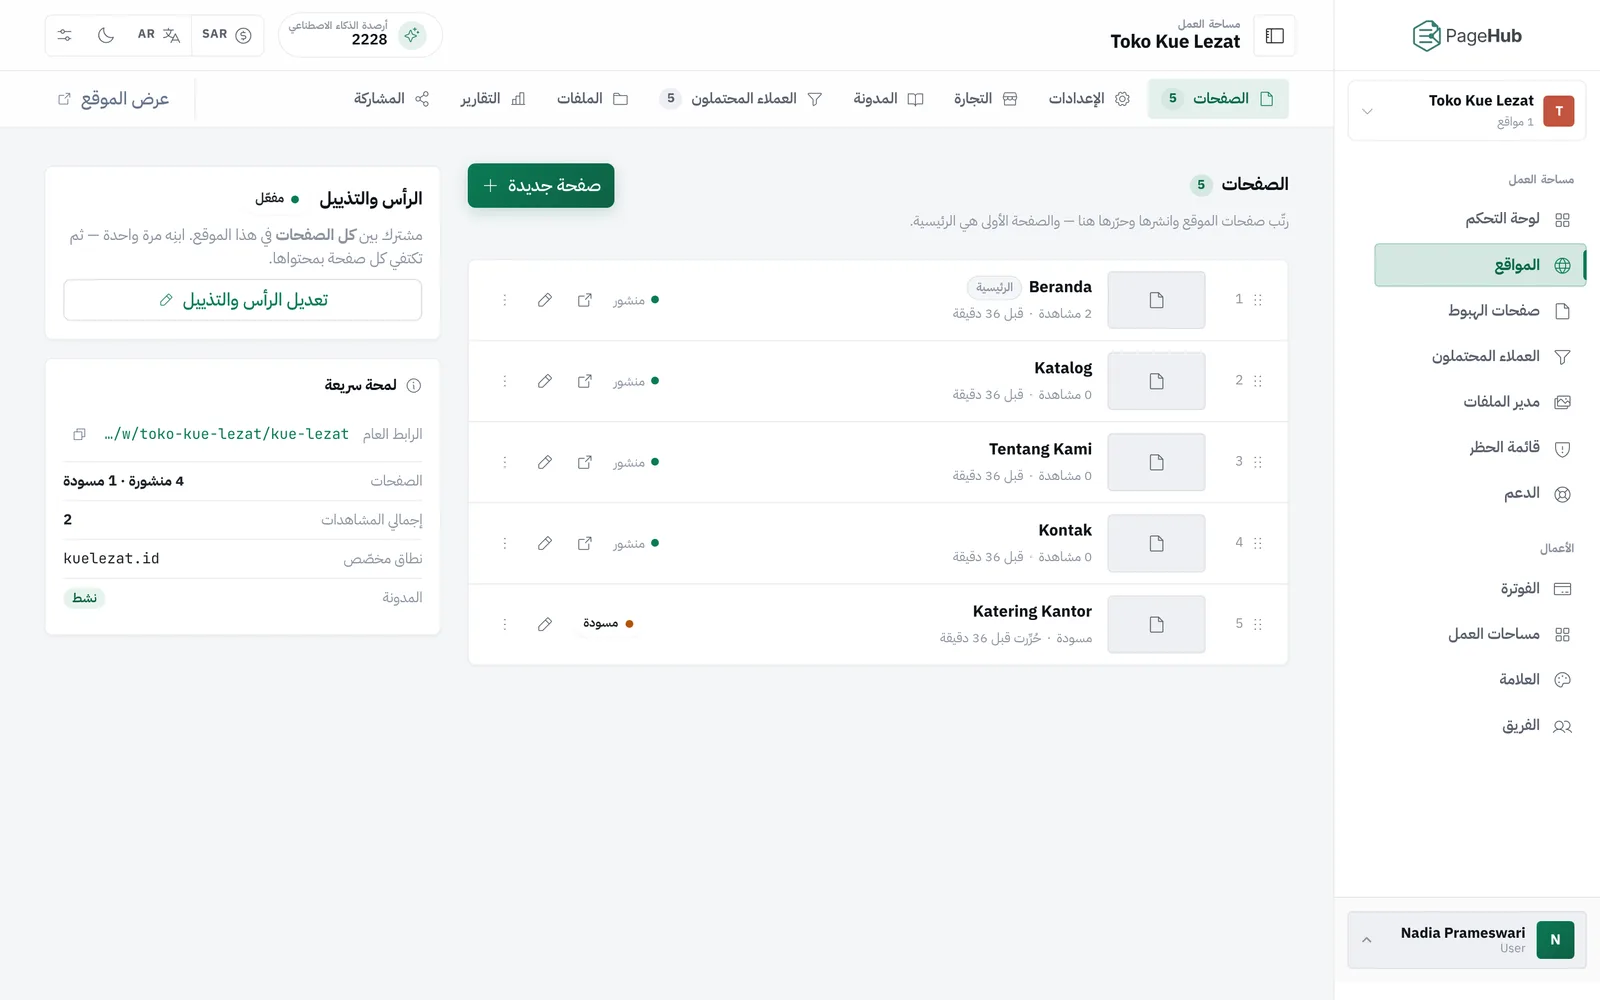 PageHub
Toko Kue Lezat
1 مواقع
T
مساحة العمل
لوحة التحكم
المواقع
صفحات الهبوط
العملاء المحتملون
مدير الملفات
قائمة الحظر
الدعم
الأعمال
الفوترة
مساحات العمل
العلامة
الفريق
Nadia Prameswari
User
N
مساحة العمل
Toko Kue Lezat
أرصدة الذكاء الاصطناعي
2228
SAR
AR
الصفحات 5
الإعدادات
التجارة
المدونة
العملاء المحتملون 5
الملفات
التقارير
المشاركة
عرض الموقع
الصفحات 5
رتّب صفحات الموقع وانشرها وحرّرها هنا — والصفحة الأولى هي الرئيسية.
صفحة جديدة
1
Beranda الرئيسية
2 مشاهدة · قبل 36 دقيقة
منشور
2
Katalog
0 مشاهدة · قبل 36 دقيقة
منشور
3
Tentang Kami
0 مشاهدة · قبل 36 دقيقة
منشور
4
Kontak
0 مشاهدة · قبل 36 دقيقة
منشور
5
Katering Kantor
مسودة · حُرِّرت قبل 36 دقيقة
مسودة
الرأس والتذييل
مفعّل
مشترك بين كل الصفحات في هذا الموقع. ابنِه مرة واحدة — ثم
تكتفي كل صفحة بمحتواها.
تعديل الرأس والتذييل
لمحة سريعة
الرابط العام
…/w/toko-kue-lezat/kue-lezat
الصفحات
4 منشورة · 1 مسودة
إجمالي المشاهدات
2
نطاق مخصّص
kuelezat.id
المدونة
نشط